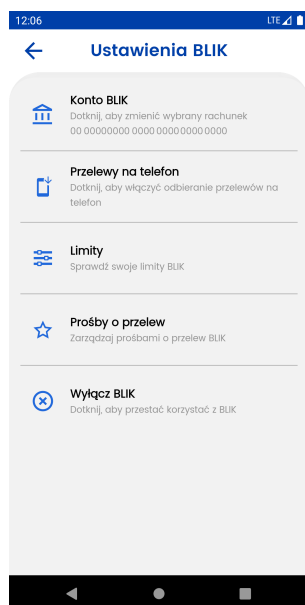 12:06 LTE
Ustawienia BLIK
Konto BLIK
Dotknij, aby zmienić wybrany rachunek
00 00000000 0000 0000 0000 0000
Przelewy na telefon
Dotknij, aby włączyć odbieranie przelewów na
telefon
Limity
Sprawdź swoje limity BLIK
Prośby o przelew
Zarządzaj prośbami o przelew BLIK
Wyłącz BLIK
Dotknij, aby przestać korzystać z BLIK